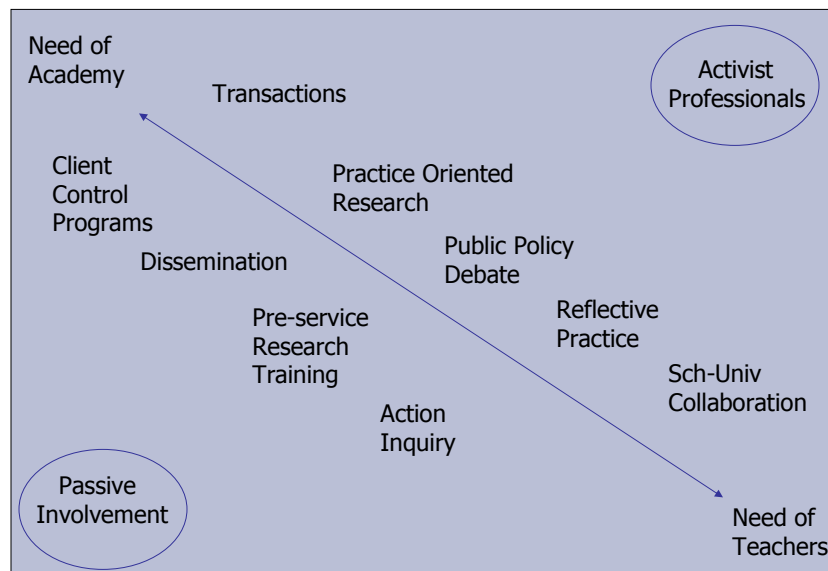 Need of
Academy
Activist
Professionals
Transactions
Client
Control
Programs
Practice Oriented
Research
Dissemination
Public Policy
Debate
Pre-service
Research
Training
Reflective
Practice
Sch-Univ
Collaboration
Action
Inquiry
Passive
Involvement
Need of
Teachers